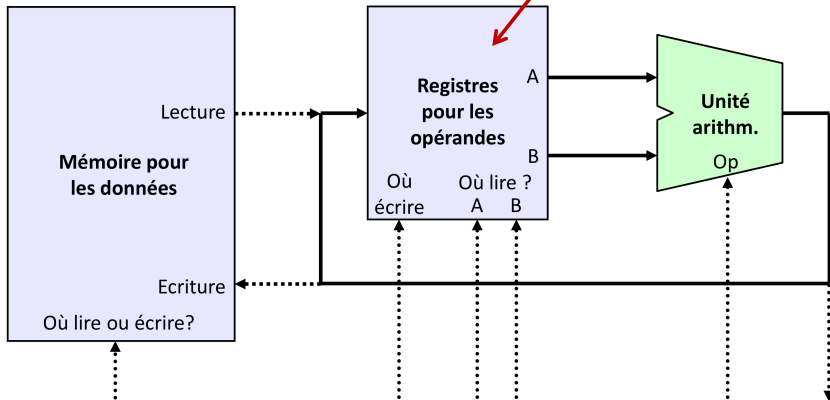 Lecture
Mémoire pour
les données
Ecriture
Où lire ou écrire?
Registres
pour les
opérandes
A
B
Où
écrire
Où lire ?
A B
Unité
arithm.
Op